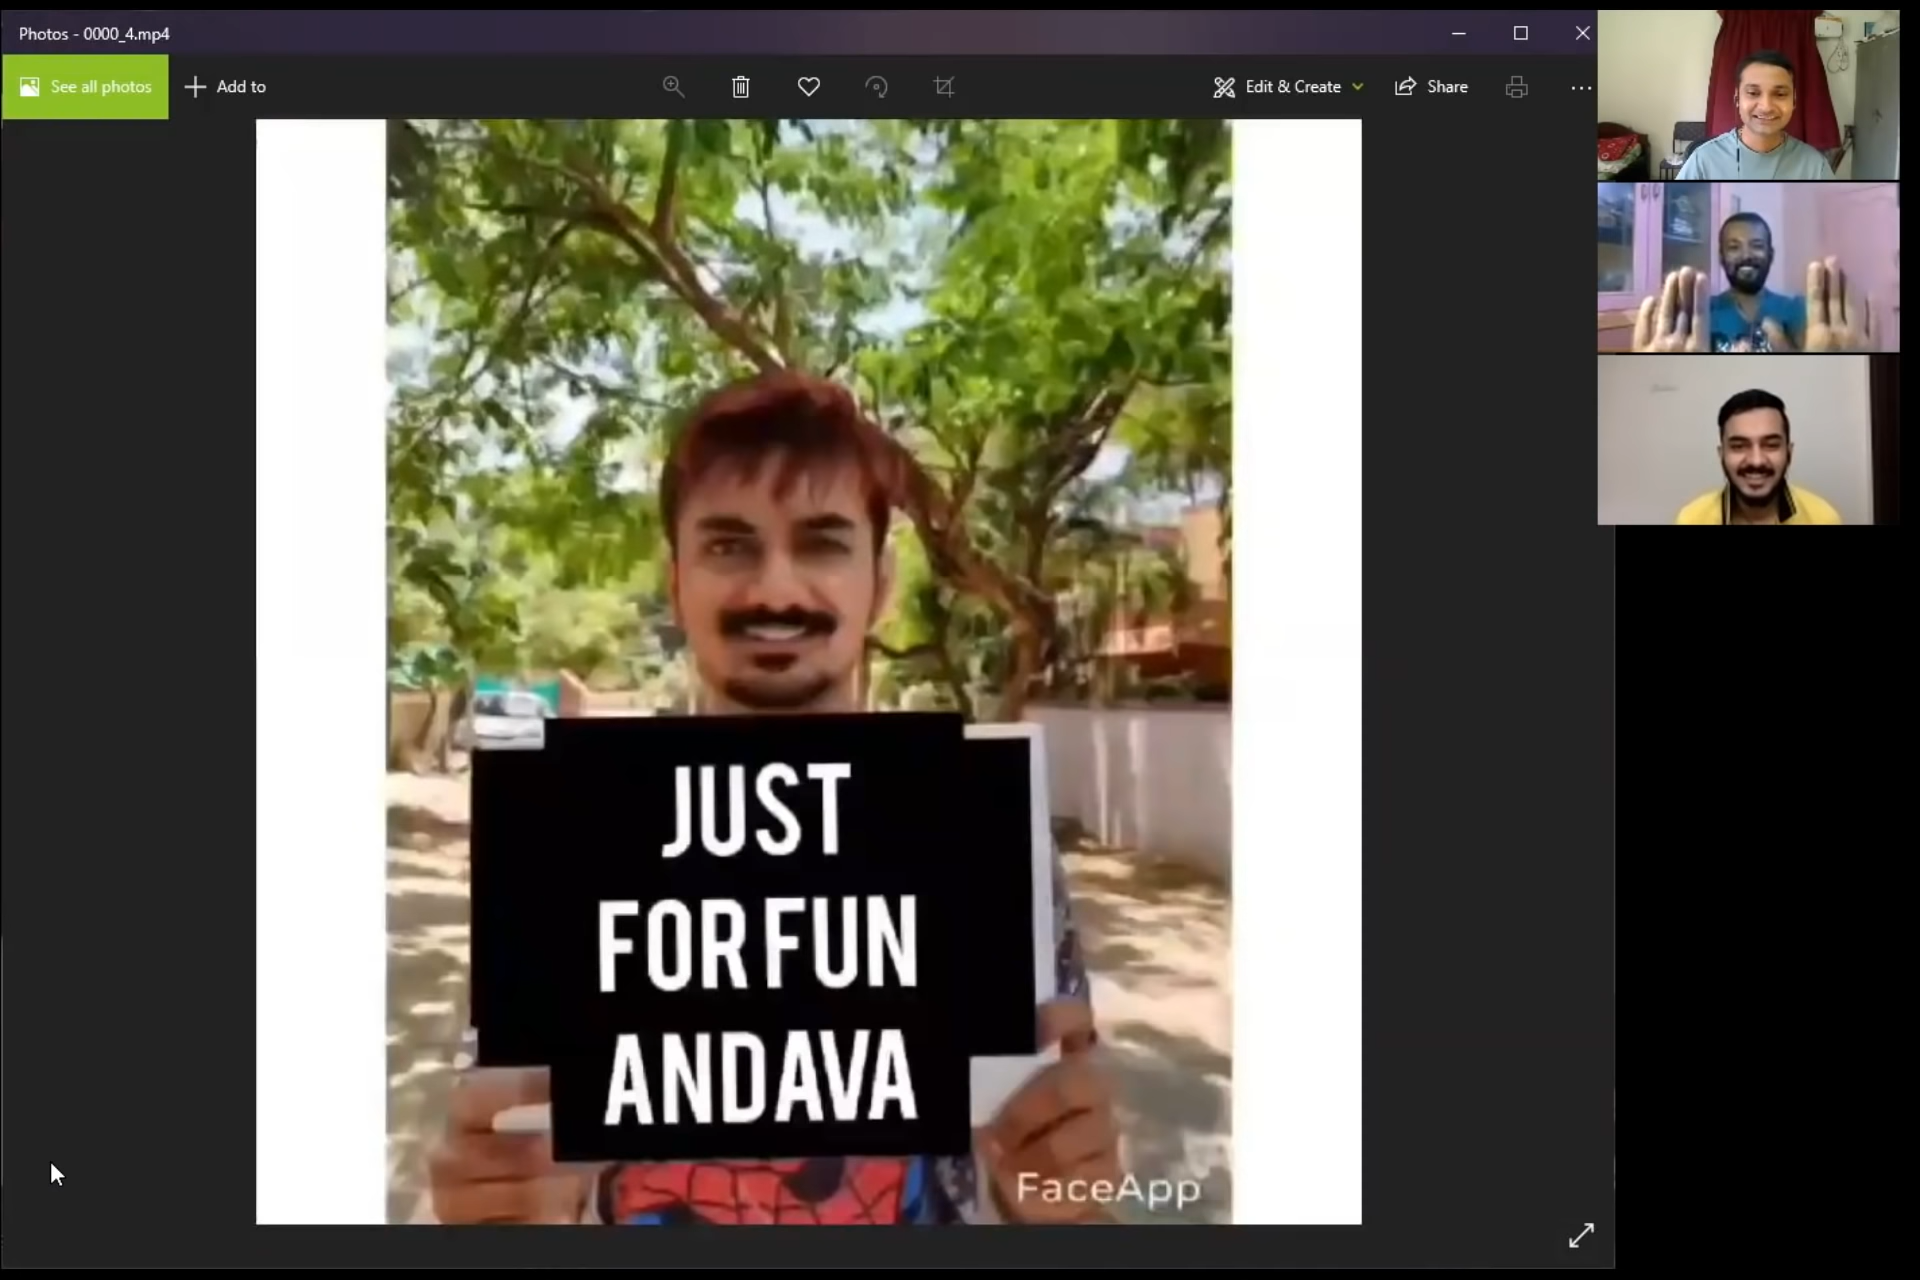 Photos - 0000_4.mp4
See all photos
Add to
Edit & Create
Share
JUST
FOR FUN
ANDAVA
FaceApp